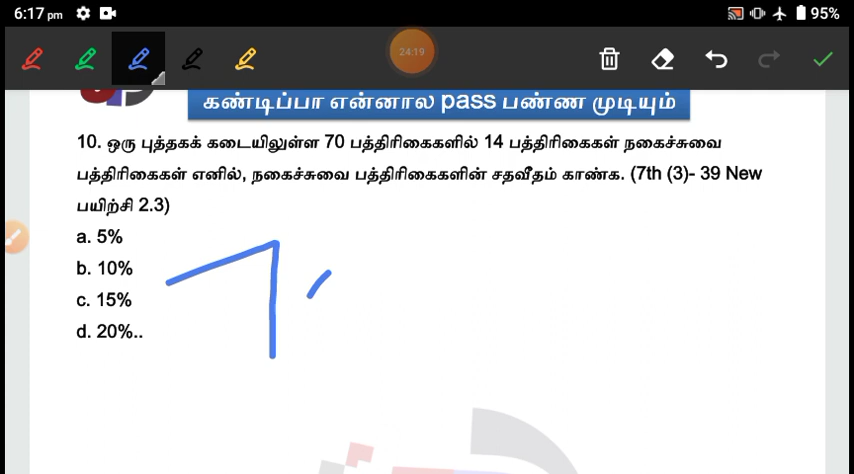 6:17 pm
95%
24:19
கண்டிப்பா என்னால pass பண்ண முடியும்
10. ஒரு புத்தகக் கடையிலுள்ள 70 பத்திரிகைகளில் 14 பத்திரிகைகள் நகைச்சுவை
பத்திரிகைகள் எனில், நகைச்சுவை பத்திரிகைகளின் சதவீதம் காண்க. (7th (3)- 39 New
பயிற்சி 2.3)
a. 5%
b. 10%
c. 15%
d. 20%..